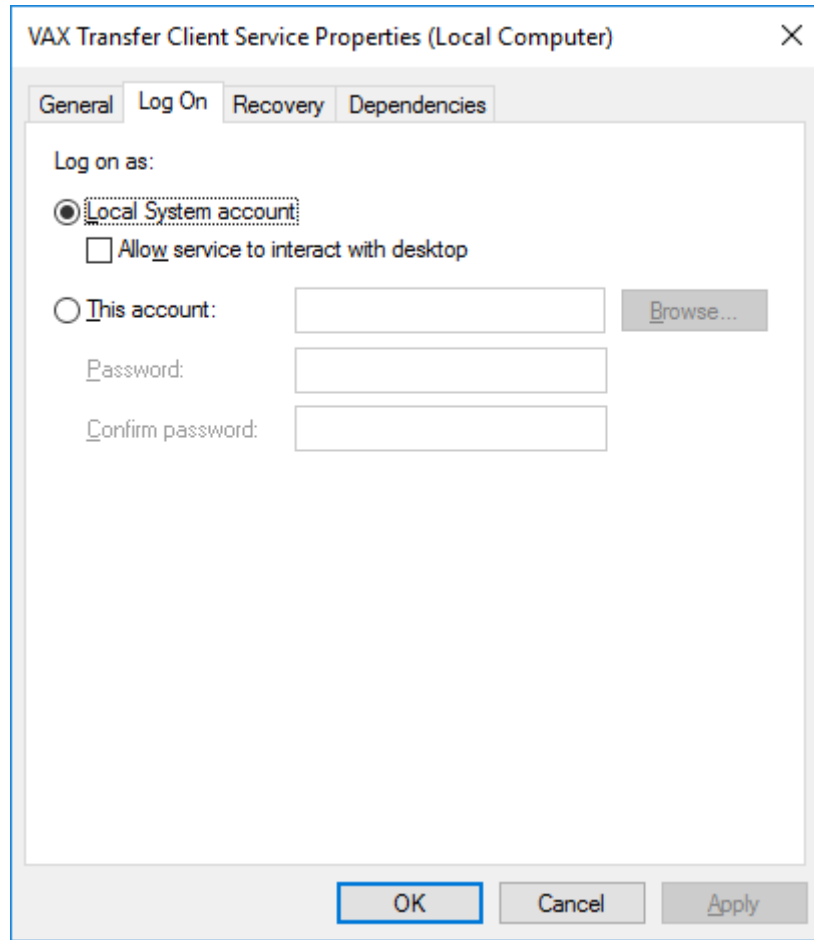 VAX Transfer Client Service Properties (Local Computer)
General Log On Recovery Dependencies
Log on as:
Local System account
Allow service to interact with desktop
This account: Browse...
Password:
Confirm password:
OK Cancel Apply